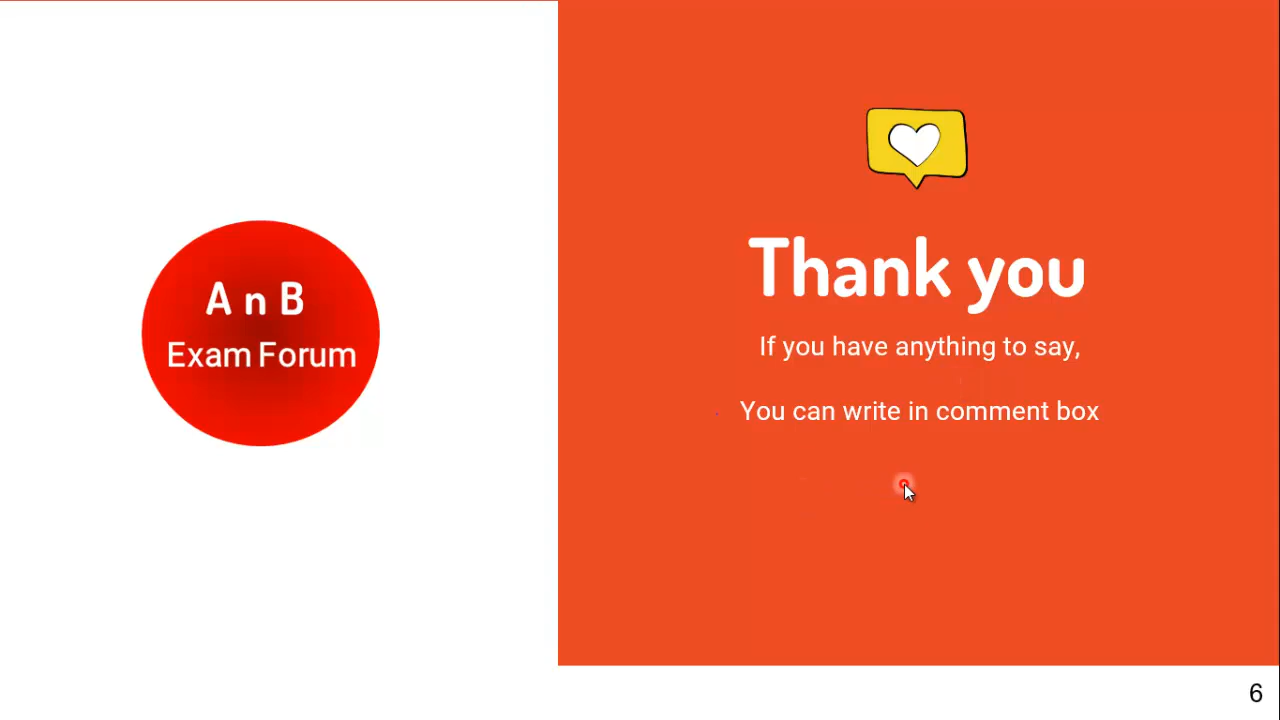 A n B
Exam Forum
Thank you
If you have anything to say,
You can write in comment box
6